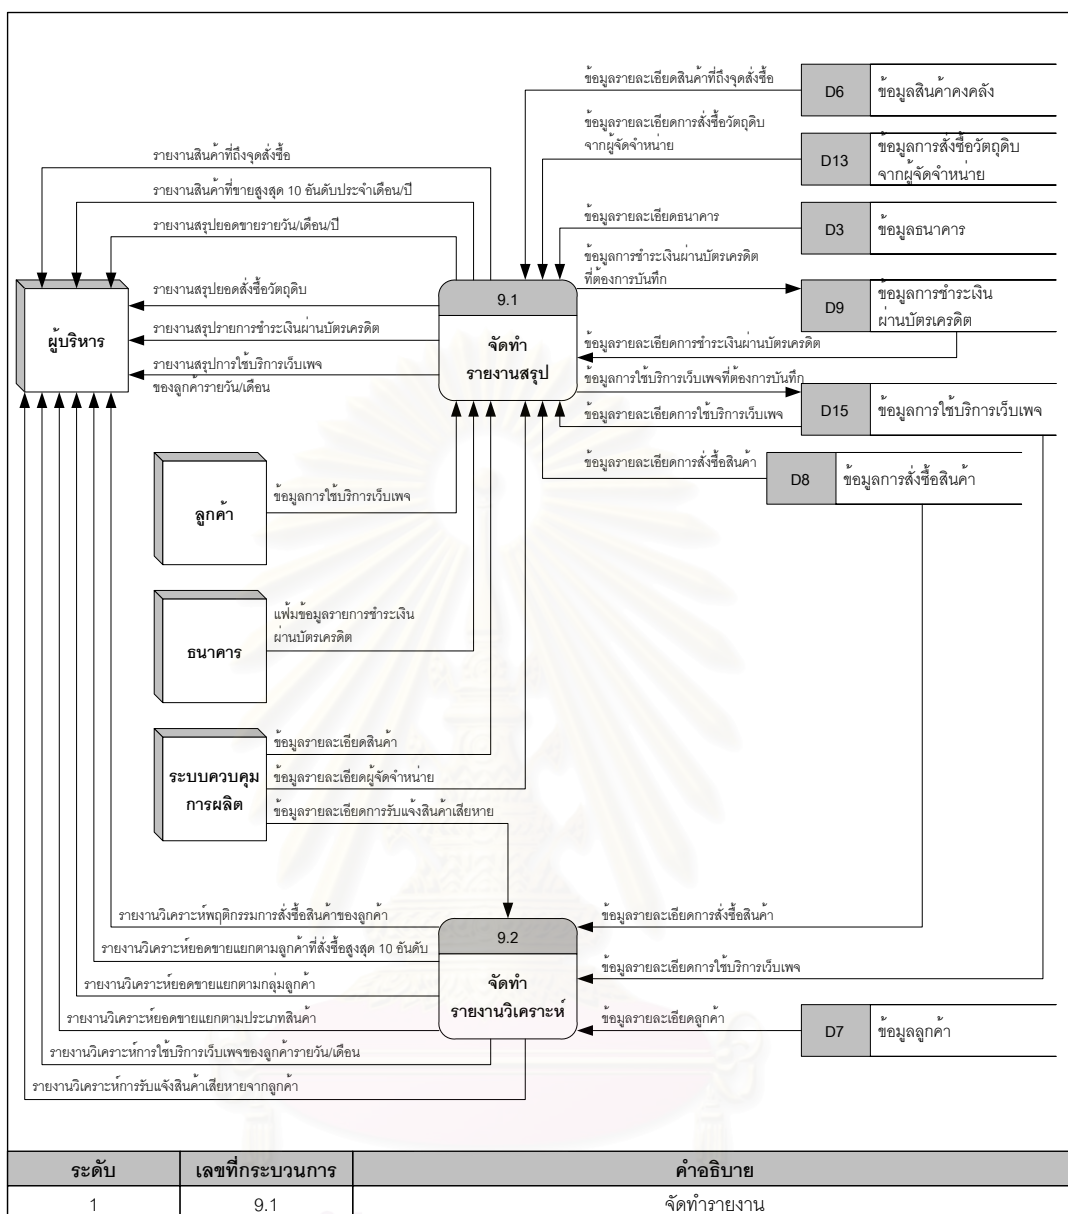 ข้อมูลรายละเอียดสินค้าที่ถึงจุดสั่งซื้อ
D6
ข้อมูลสินค้าคงคลัง
ข้อมูลรายละเอียดการสั่งซื้อวัตถุดิบ
จากผู้จัดจำหน่าย
D13
ข้อมูลการสั่งซื้อวัตถุดิบ
จากผู้จัดจำหน่าย
รายงานสินค้าที่ถึงจุดสั่งซื้อ
รายงานสินค้าที่ขายสูงสุด 10 อันดับประจำเดือน/ปี
รายงานสรุปยอดขายรายวัน/เดือน/ปี
ข้อมูลรายละเอียดธนาคาร
D3
ข้อมูลธนาคาร
ข้อมูลการชำระเงินผ่านบัตรเครดิต
ที่ต้องการบันทึก
D9
ข้อมูลการชำระเงิน
ผ่านบัตรเครดิต
ผู้บริหาร
รายงานสรุปยอดสั่งซื้อวัตถุดิบ
รายงานสรุปรายการชำระเงินผ่านบัตรเครดิต
รายงานสรุปการใช้บริการเว็บเพจ
ของลูกค้ารายวัน/เดือน
9.1
จัดทำ
รายงานสรุป
ข้อมูลรายละเอียดการชำระเงินผ่านบัตรเครดิต
ข้อมูลการใช้บริการเว็บเพจที่ต้องการบันทึก
ข้อมูลรายละเอียดการใช้บริการเว็บเพจ
D15
ข้อมูลการใช้บริการเว็บเพจ
ข้อมูลรายละเอียดการสั่งซื้อสินค้า
D8
ข้อมูลการสั่งซื้อสินค้า
ลูกค้า
ข้อมูลการใช้บริการเว็บเพจ
ธนาคาร
แฟ้มข้อมูลรายการชำระเงิน
ผ่านบัตรเครดิต
ระบบควบคุม
การผลิต
ข้อมูลรายละเอียดสินค้า
ข้อมูลรายละเอียดผู้จัดจำหน่าย
ข้อมูลรายละเอียดการรับแจ้งสินค้าเสียหาย
รายงานวิเคราะห์พฤติกรรมการสั่งซื้อสินค้าของลูกค้า
รายงานวิเคราะห์ยอดขายแยกตามลูกค้าที่สั่งซื้อสูงสุด 10 อันดับ
รายงานวิเคราะห์ยอดขายแยกตามกลุ่มลูกค้า
รายงานวิเคราะห์ยอดขายแยกตามประเภทสินค้า
รายงานวิเคราะห์การใช้บริการเว็บเพจของลูกค้ารายวัน/เดือน
รายงานวิเคราะห์การรับแจ้งสินค้าเสียหายจากลูกค้า
9.2
จัดทำ
รายงานวิเคราะห์
ข้อมูลรายละเอียดการสั่งซื้อสินค้า
ข้อมูลรายละเอียดการใช้บริการเว็บเพจ
ข้อมูลรายละเอียดลูกค้า
D7
ข้อมูลลูกค้า
ระดับ เลขที่กระบวนการ คำอธิบาย
1 9.1 จัดทำรายงาน